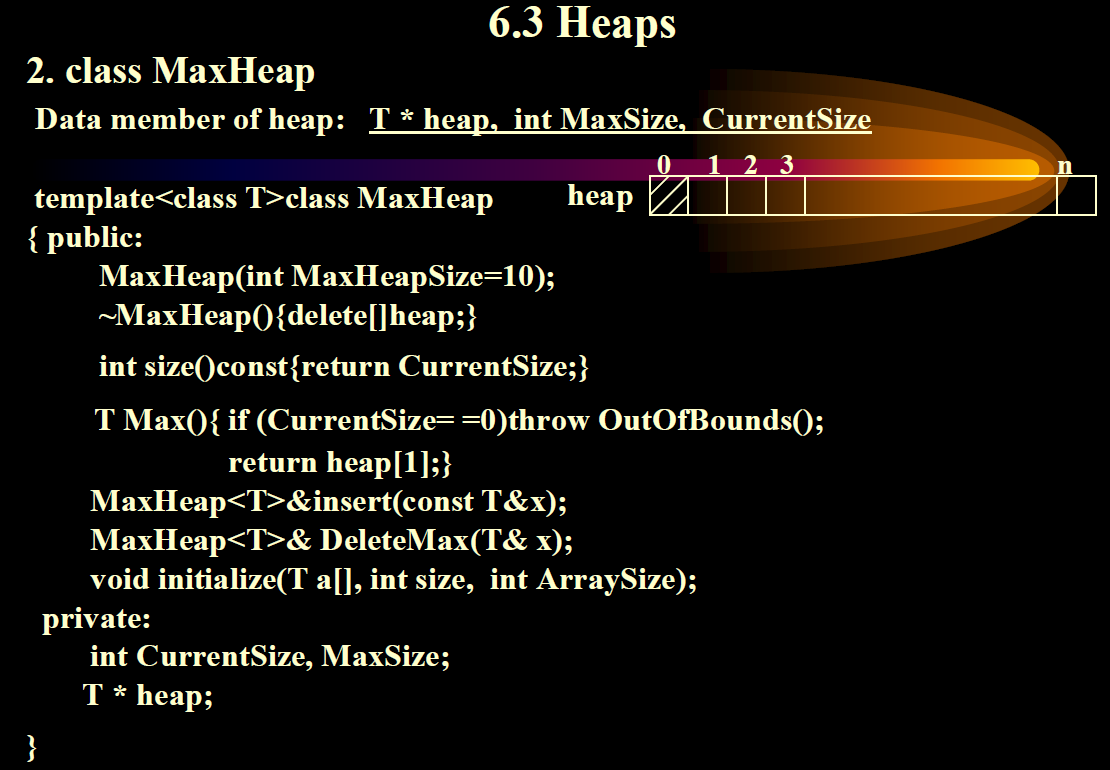 6.3 Heaps
2. class MaxHeap
Data member of heap: T * heap, int MaxSize, CurrentSize
0 1 2 3 n
template<class T>class MaxHeap
heap
{ public:
MaxHeap(int MaxHeapSize=10);
~MaxHeap(){delete[]heap;}
int size()const{return CurrentSize;}
T Max(){ if (CurrentSize= =0)throw OutOfBounds();
return heap[1];}
MaxHeap<T>&insert(const T&x);
MaxHeap<T>& DeleteMax(T& x);
void initialize(T a[], int size, int ArraySize);
private:
int CurrentSize, MaxSize;
T * heap;
}